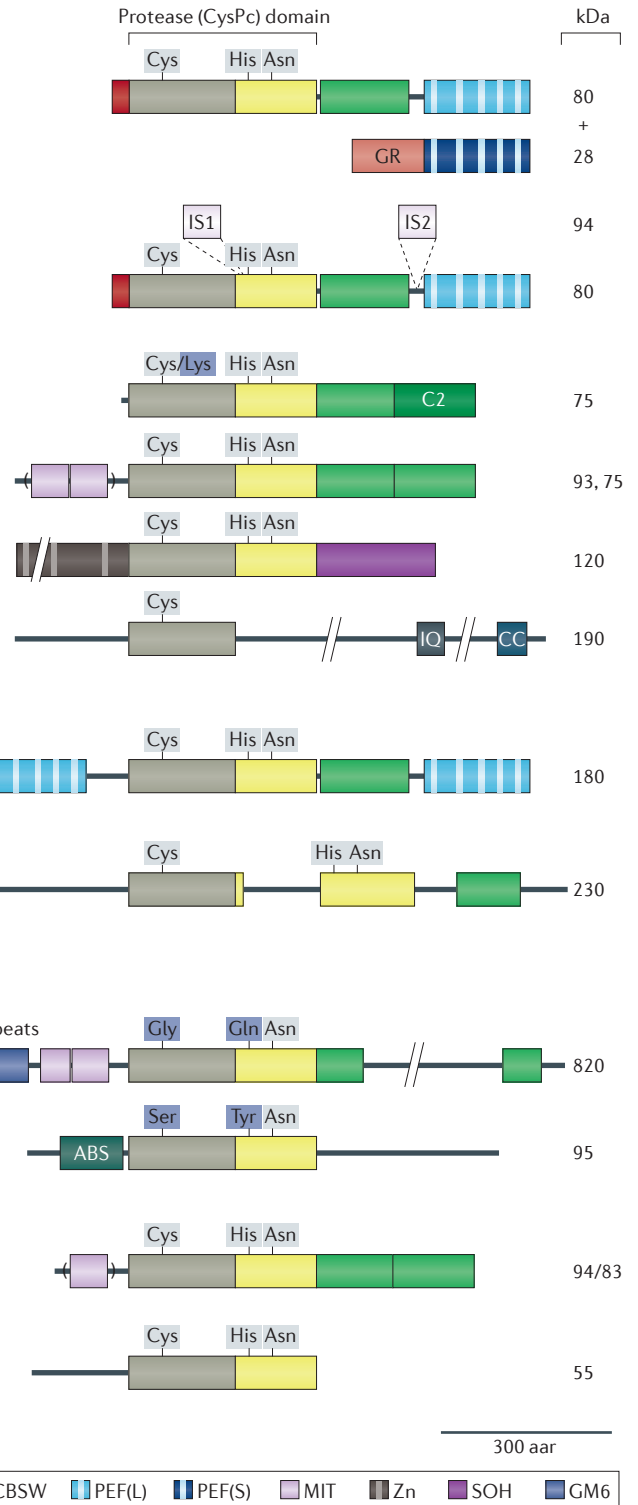 Protease (CysPc) domain kDa
Cys His Asn
80
+
GR 28
IS1 IS2 94
Cys His Asn
80
Cys/Lys His Asn
C2 75
Cys His Asn
( ) 93, 75
Cys His Asn
120
Cys
IQ CC 190
Cys His Asn
180
Cys His Asn
230
peats Gly Gln Asn
820
Ser Tyr Asn
ABS 95
Cys His Asn
( ) 94/83
Cys His Asn
55
300 aar
CBSW PEF(L) PEF(S) MIT Zn SOH GM6